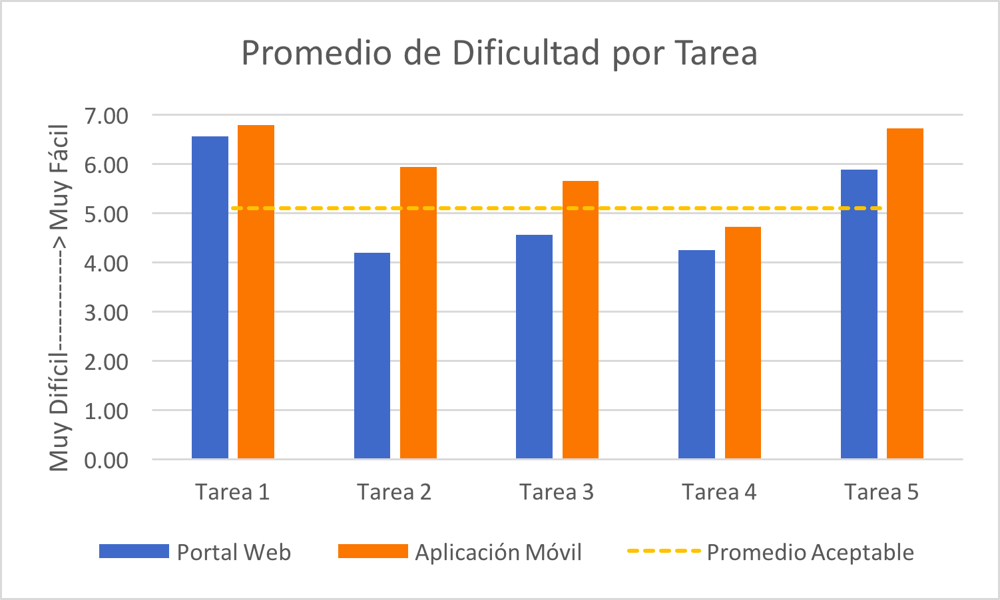 Promedio de Dificultad por Tarea
Muy Difícil-------------> Muy Fácil
7.00
6.00
5.00
4.00
3.00
2.00
1.00
0.00
Tarea 1 Tarea 2 Tarea 3 Tarea 4 Tarea 5
Portal Web Aplicación Móvil Promedio Aceptable